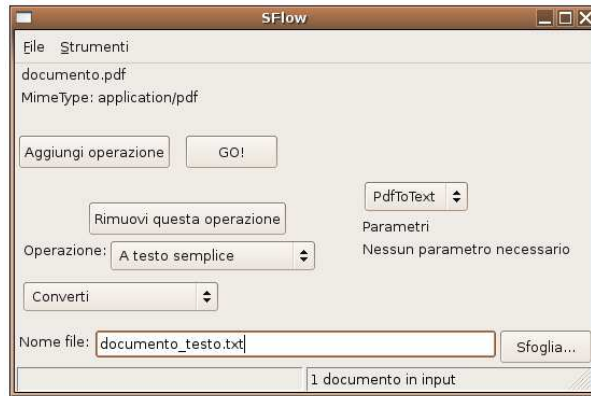 SFlow
File Strumenti
documento.pdf
MimeType: application/pdf
Aggiungi operazione GO!
PdfToText
Rimuovi questa operazione
Parametri
Operazione: A testo semplice
Nessun parametro necessario
Converti
Nome file: documento_testo.txt Sfoglia...
1 documento in input